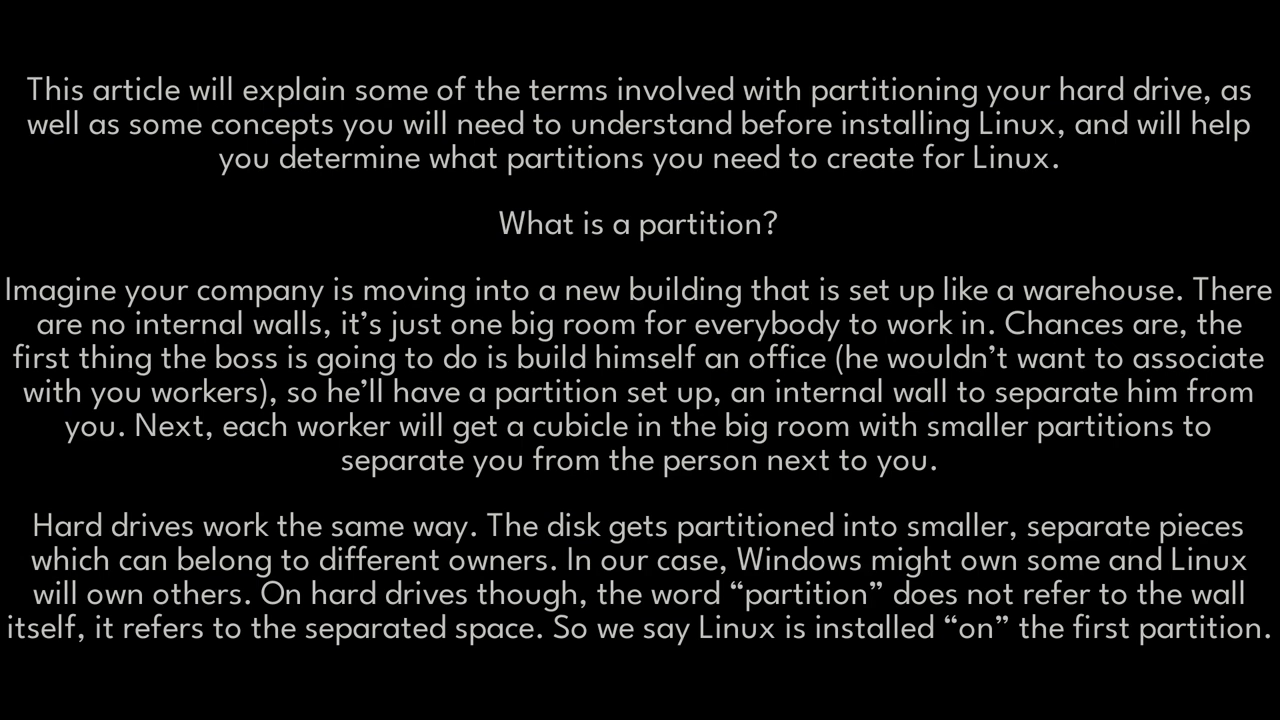 This article will explain some of the terms involved with partitioning your hard drive, as
well as some concepts you will need to understand before installing Linux, and will help
you determine what partitions you need to create for Linux.
What is a partition?
Imagine your company is moving into a new building that is set up like a warehouse. There
are no internal walls, it’s just one big room for everybody to work in. Chances are, the
first thing the boss is going to do is build himself an office (he wouldn’t want to associate
with you workers), so he’ll have a partition set up, an internal wall to separate him from
you. Next, each worker will get a cubicle in the big room with smaller partitions to
separate you from the person next to you.
Hard drives work the same way. The disk gets partitioned into smaller, separate pieces
which can belong to different owners. In our case, Windows might own some and Linux
will own others. On hard drives though, the word “partition” does not refer to the wall
itself, it refers to the separated space. So we say Linux is installed “on” the first partition.